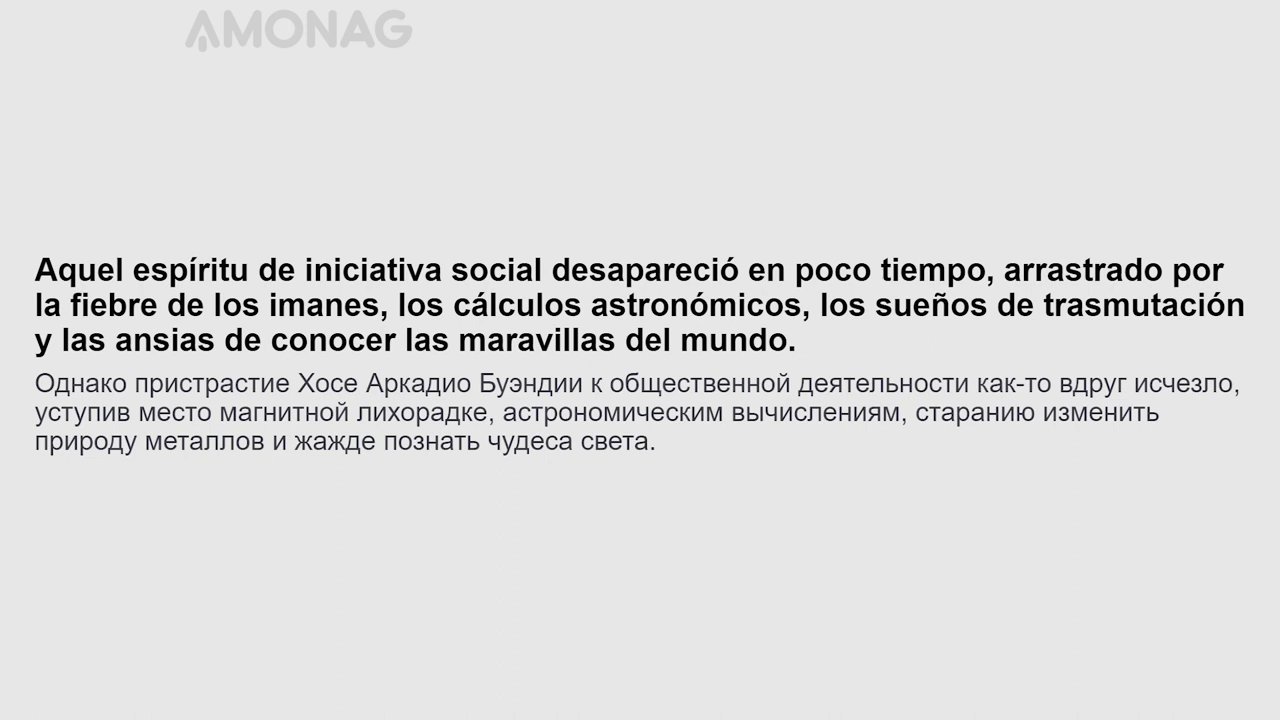 AMONAG
Aquel espíritu de iniciativa social desapareció en poco tiempo, arrastrado por
la fiebre de los imanes, los cálculos astronómicos, los sueños de trasmutación
y las ansias de conocer las maravillas del mundo.
Однако пристрастие Хосе Аркадио Буэндии к общественной деятельности как-то вдруг исчезло,
уступив место магнитной лихорадке, астрономическим вычислениям, старанию изменить
природу металлов и жажде познать чудеса света.